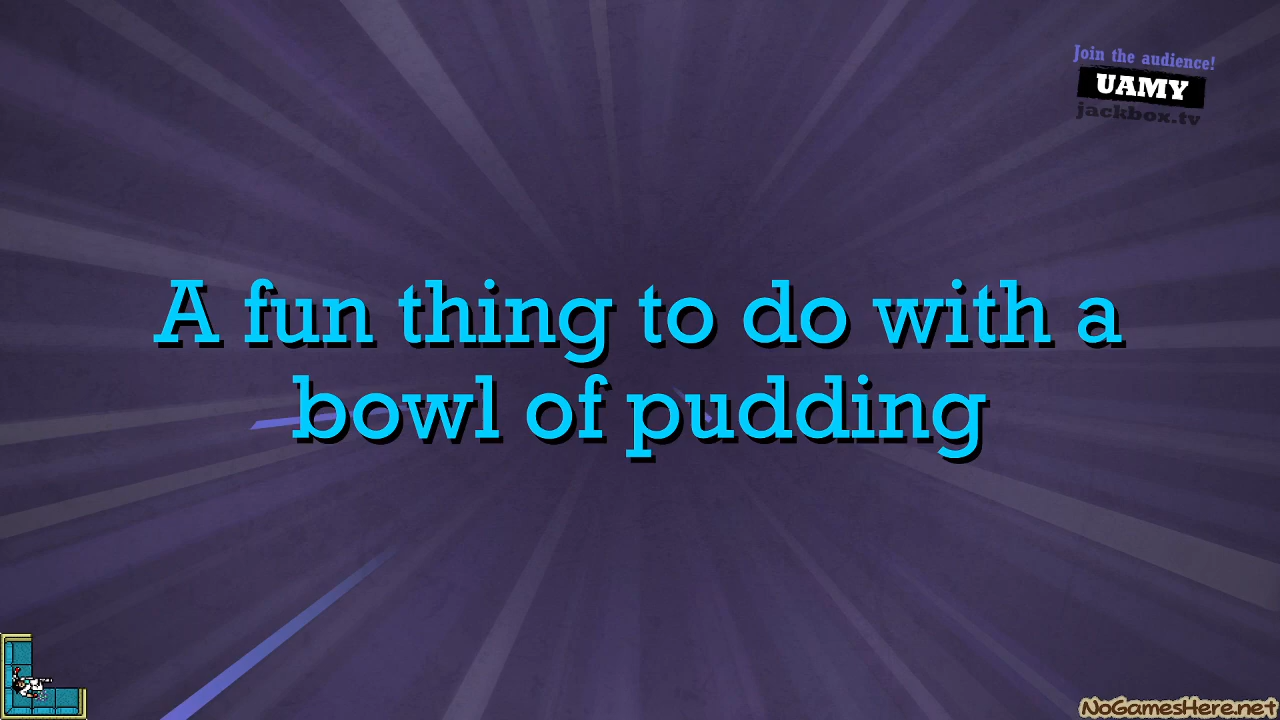 Join the audience!
UAMY
jackbox.tv
A fun thing to do with a
bowl of pudding
NoGamesHere.net